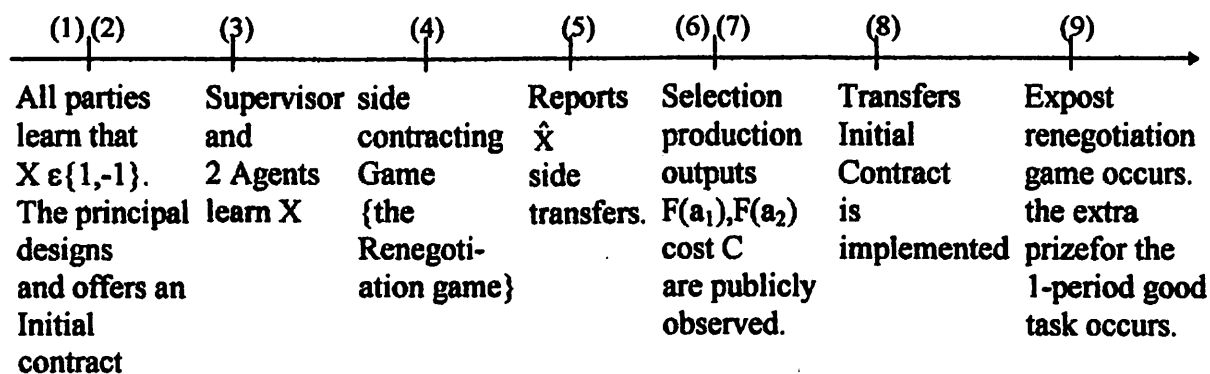 (1),(2) (3) (4) (5) (6),(7) (8) (9)
All parties
learn that
X ε{1,-1}.
The principal
designs
and offers an
Initial
contract
Supervisor
and
2 Agents
learn X
side
contracting
Game
{the
Renegoti-
ation game}
Reports
x̂
side
transfers.
Selection
production
outputs
F(a₁),F(a₂)
cost C
are publicly
observed.
Transfers
Initial
Contract
is
implemented
Expost
renegotiation
game occurs.
the extra
prizefor the
1-period good
task occurs.